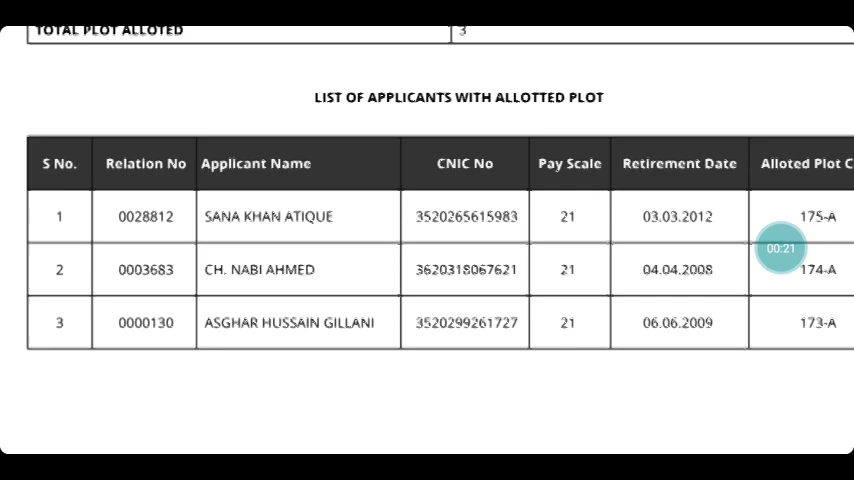 TOTAL PLOT ALLOTED 3
LIST OF APPLICANTS WITH ALLOTTED PLOT
S No. Relation No Applicant Name CNIC No Pay Scale Retirement Date Alloted Plot C
1 0028812 SANA KHAN ATIQUE 3520265615983 21 03.03.2012 175-A
00:21
2 0003683 CH. NABI AHMED 3620318067621 21 04.04.2008 174-A
3 0000130 ASGHAR HUSSAIN GILLANI 3520299261727 21 06.06.2009 173-A